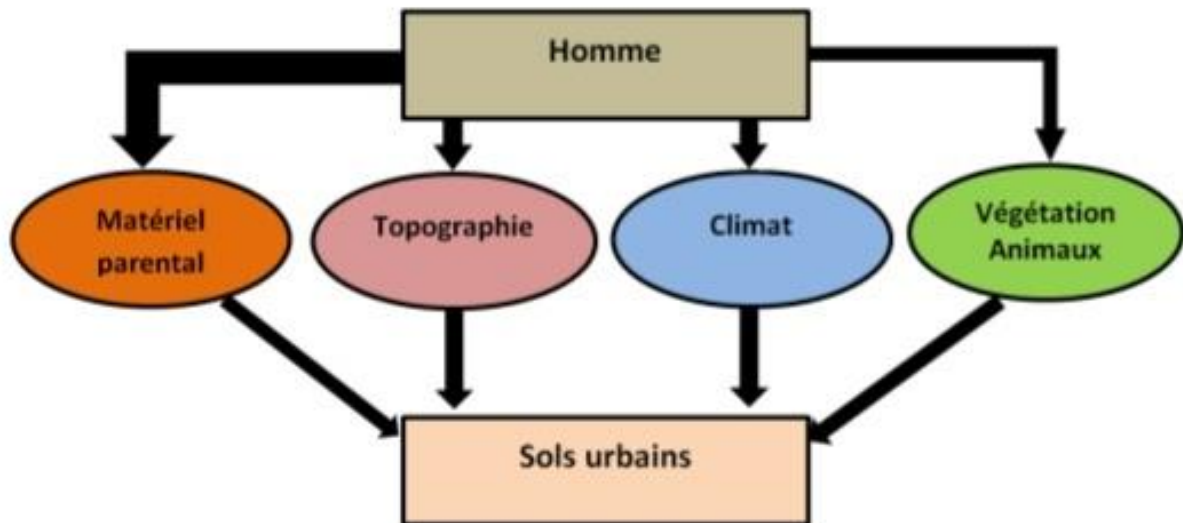 Homme
Matériel
parental
Topographie
Climat
Végétation
Animaux
Sols urbains